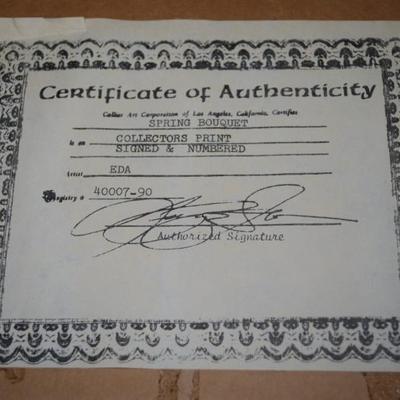 Certificate of Authenticity
Art Corporation of Los Angeles, California, Certifies
SPRING BOUQUET
is an COLLECTORS PRINT
SIGNED & NUMBERED
Artist EDA
Registry # 40007-90
Authorized Signature